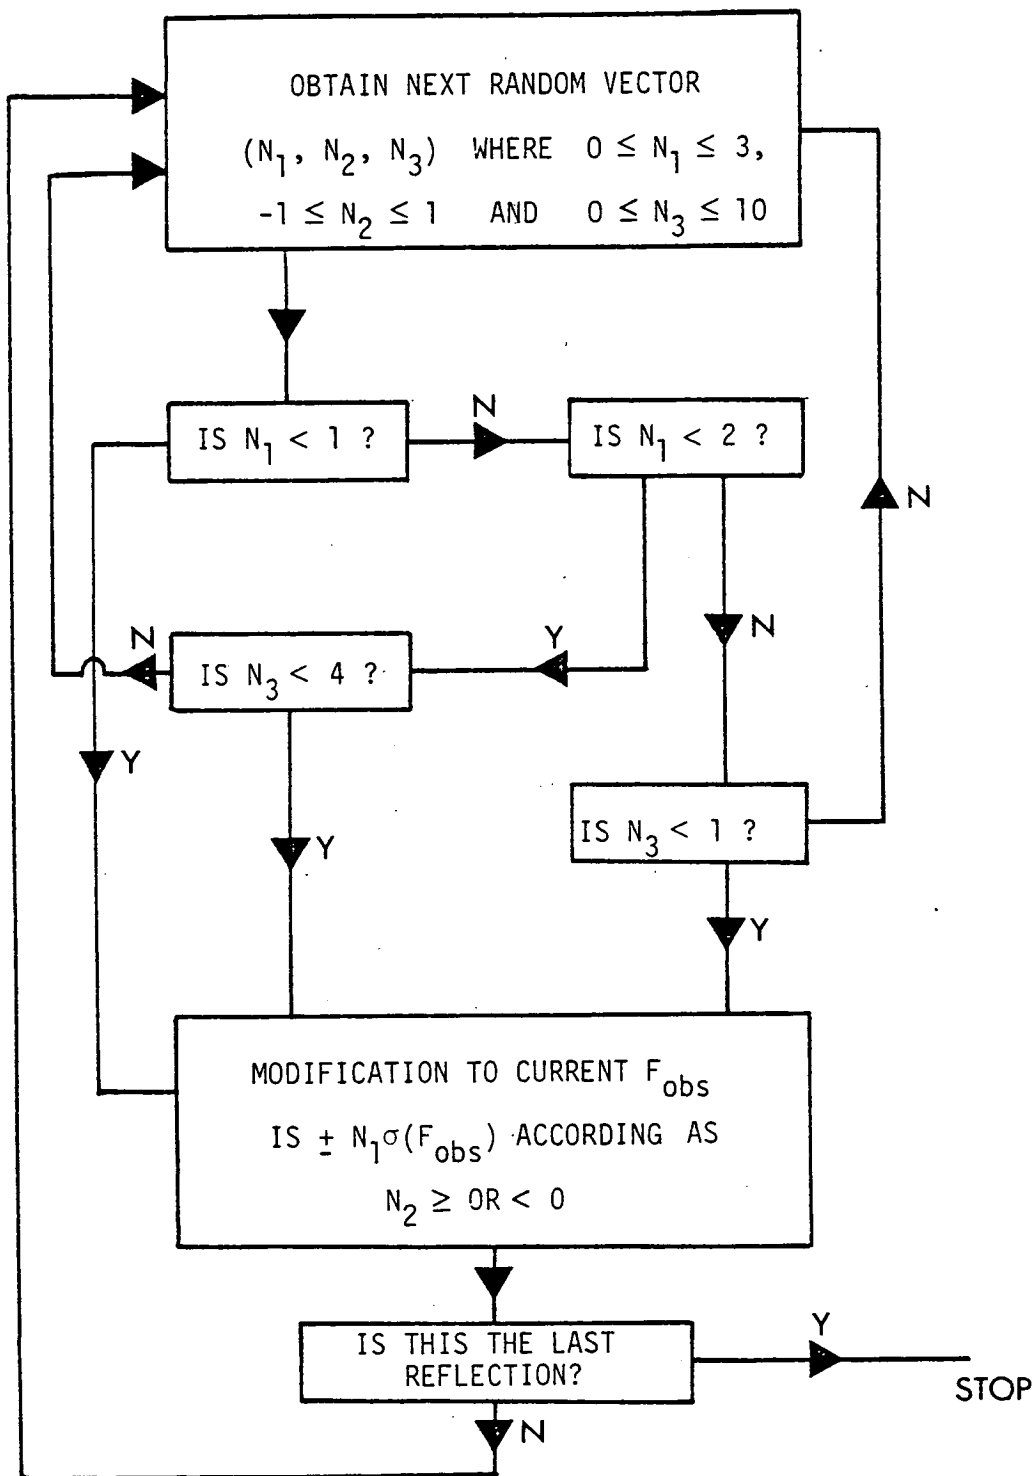 OBTAIN NEXT RANDOM VECTOR
(N1, N2, N3) WHERE 0 ≤ N1 ≤ 3,
-1 ≤ N2 ≤ 1 AND 0 ≤ N3 ≤ 10
IS N1 < 1 ?
N
IS N1 < 2 ?
N
N
Y
N
IS N3 < 4 ?
Y
Y
IS N3 < 1 ?
Y
MODIFICATION TO CURRENT Fobs
IS ± N1σ(Fobs) ACCORDING AS
N2 ≥ OR < 0
IS THIS THE LAST
REFLECTION?
Y
STOP
N